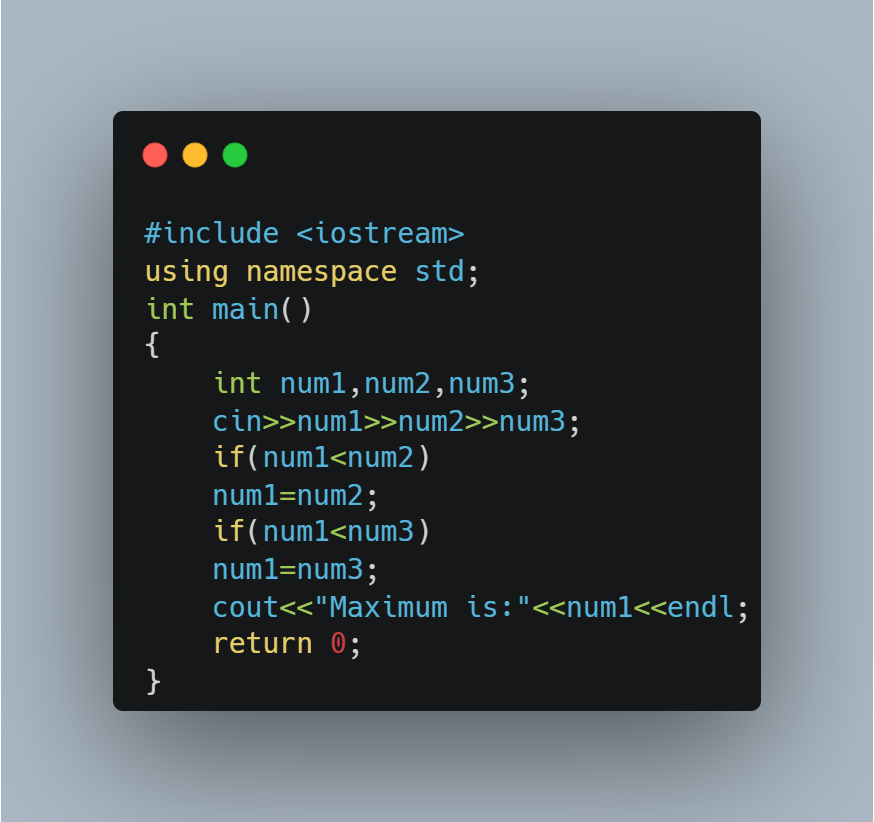 #include <iostream>
using namespace std;
int main()
{
    int num1,num2,num3;
    cin>>num1>>num2>>num3;
    if(num1<num2)
    num1=num2;
    if(num1<num3)
    num1=num3;
    cout<<"Maximum is:"<<num1<<endl;
    return 0;
}